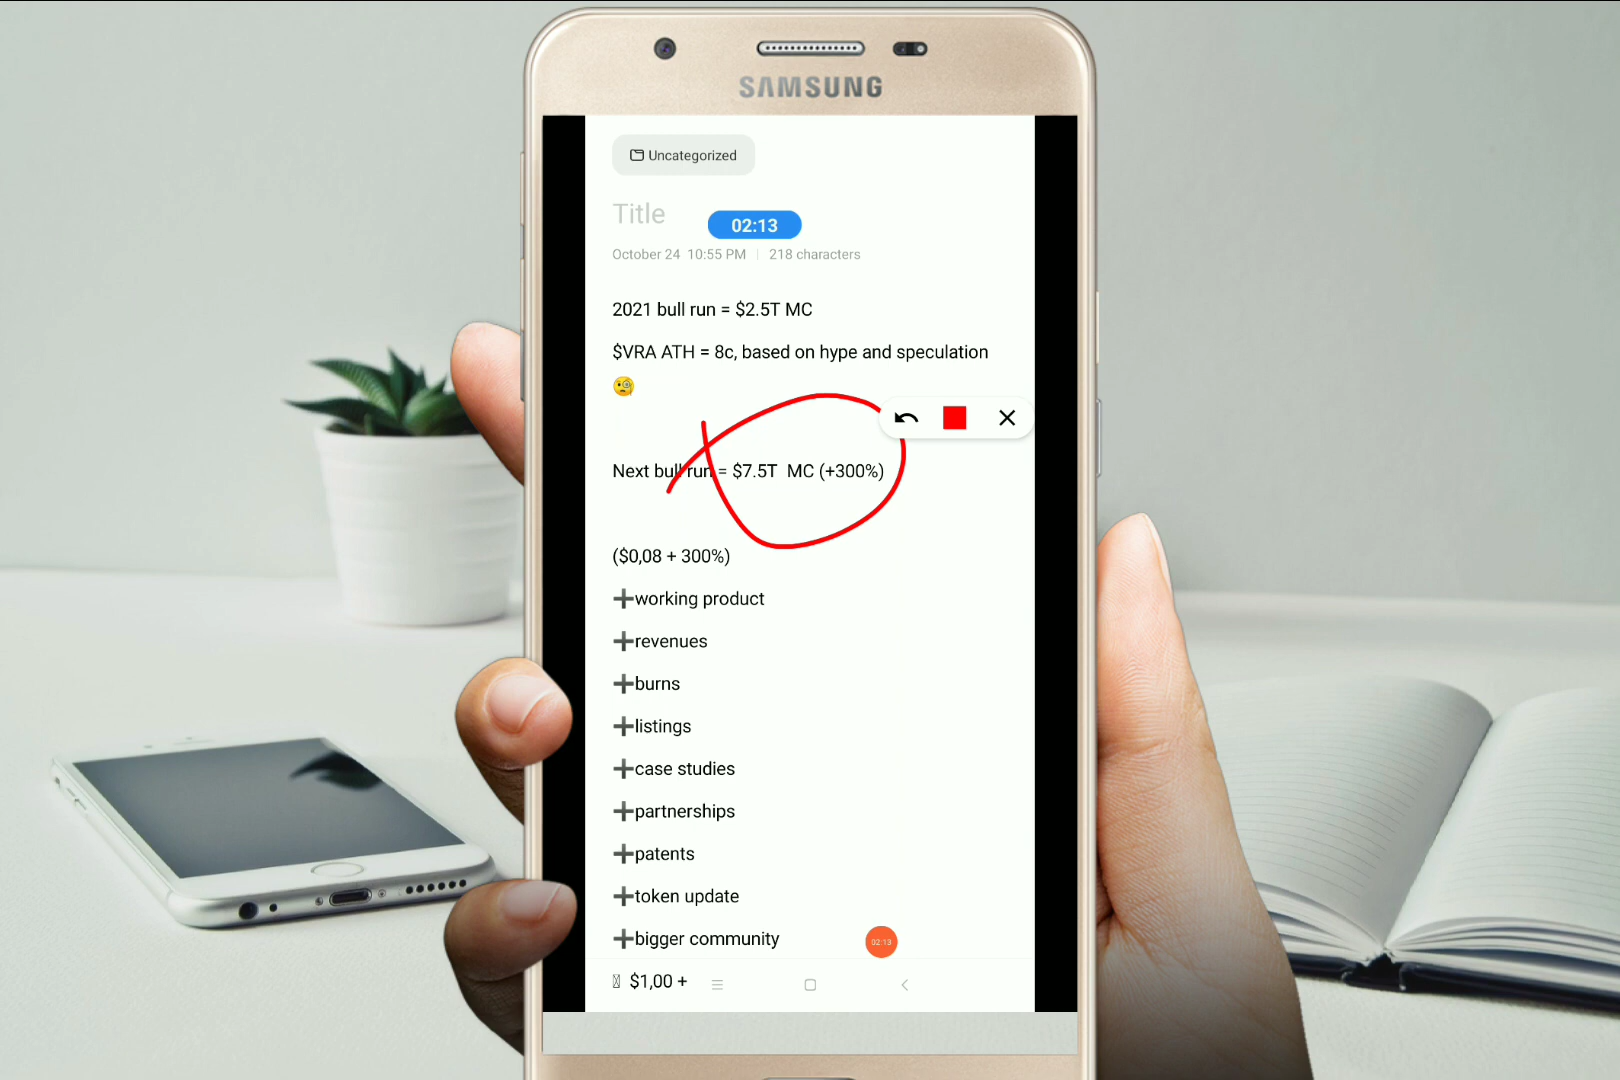 SAMSUNG
Uncategorized
Title
02:13
October 24 10:55 PM | 218 characters
2021 bull run = $2.5T MC
$VRA ATH = 8c, based on hype and speculation
🧐
Next bull run = $7.5T MC (+300%)
($0,08 + 300%)
➕working product
➕revenues
➕burns
➕listings
➕case studies
➕partnerships
➕patents
➕token update
➕bigger community
02:13
$1,00 +